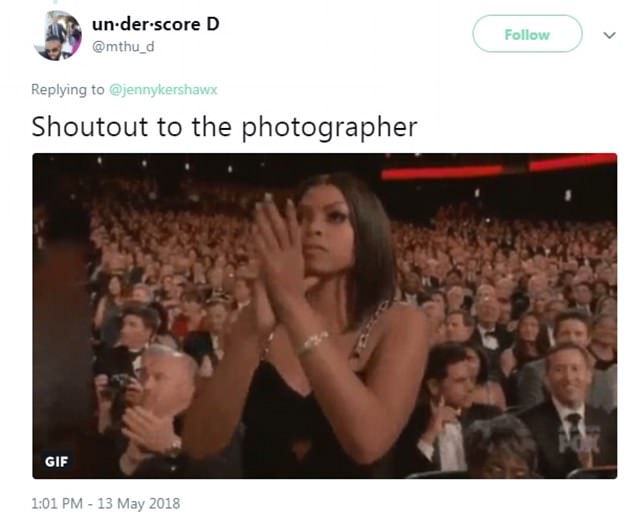 un·der·score D
@mthu_d
Follow
Replying to @jennykershawx
Shoutout to the photographer
FOX
GIF
1:01 PM - 13 May 2018